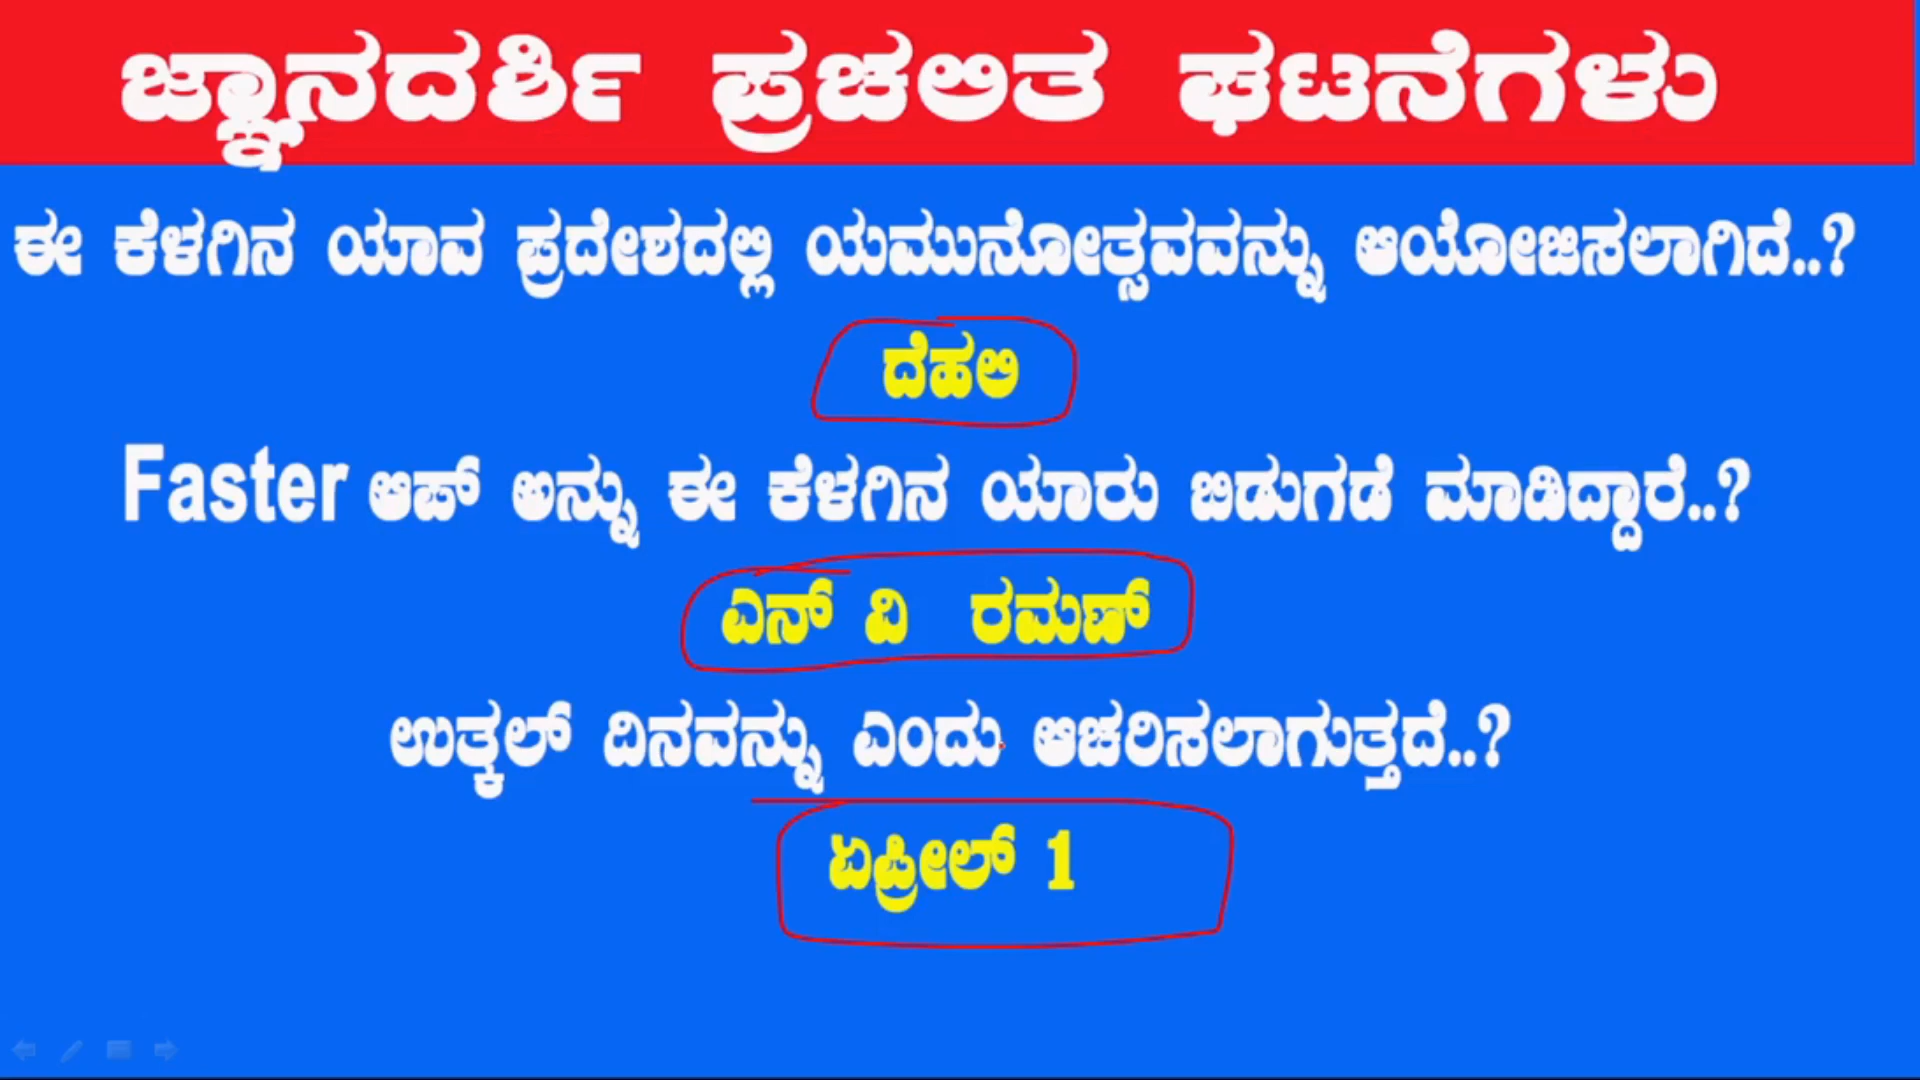 ಜ್ಞಾನದರ್ಶಿ ಪ್ರಚಲಿತ ಘಟನೆಗಳು
ಈ ಕೆಳಗಿನ ಯಾವ ಪ್ರದೇಶದಲ್ಲಿ ಯಮುನೋತ್ಸವವನ್ನು ಆಯೋಜಿಸಲಾಗಿದೆ..?
ದೆಹಲಿ
Faster ಆಪ್ ಅನ್ನು ಈ ಕೆಳಗಿನ ಯಾರು ಬಿಡುಗಡೆ ಮಾಡಿದ್ದಾರೆ..?
ಎನ್ ವಿ ರಮಣ್
ಉತ್ಕಲ್ ದಿನವನ್ನು ಎಂದು ಆಚರಿಸಲಾಗುತ್ತದೆ..?
ಏಪ್ರೀಲ್ 1